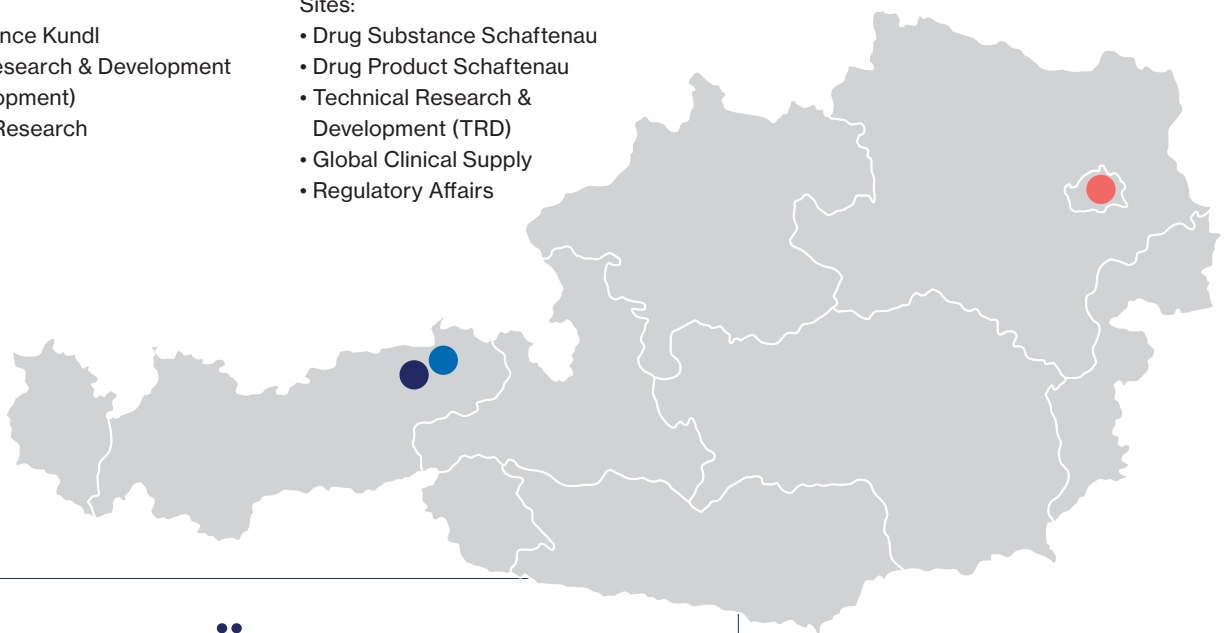 nce Kundl
esearch & Development
opment)
Research
Sites:
• Drug Substance Schaftenau
• Drug Product Schaftenau
• Technical Research &
Development (TRD)
• Global Clinical Supply
• Regulatory Affairs